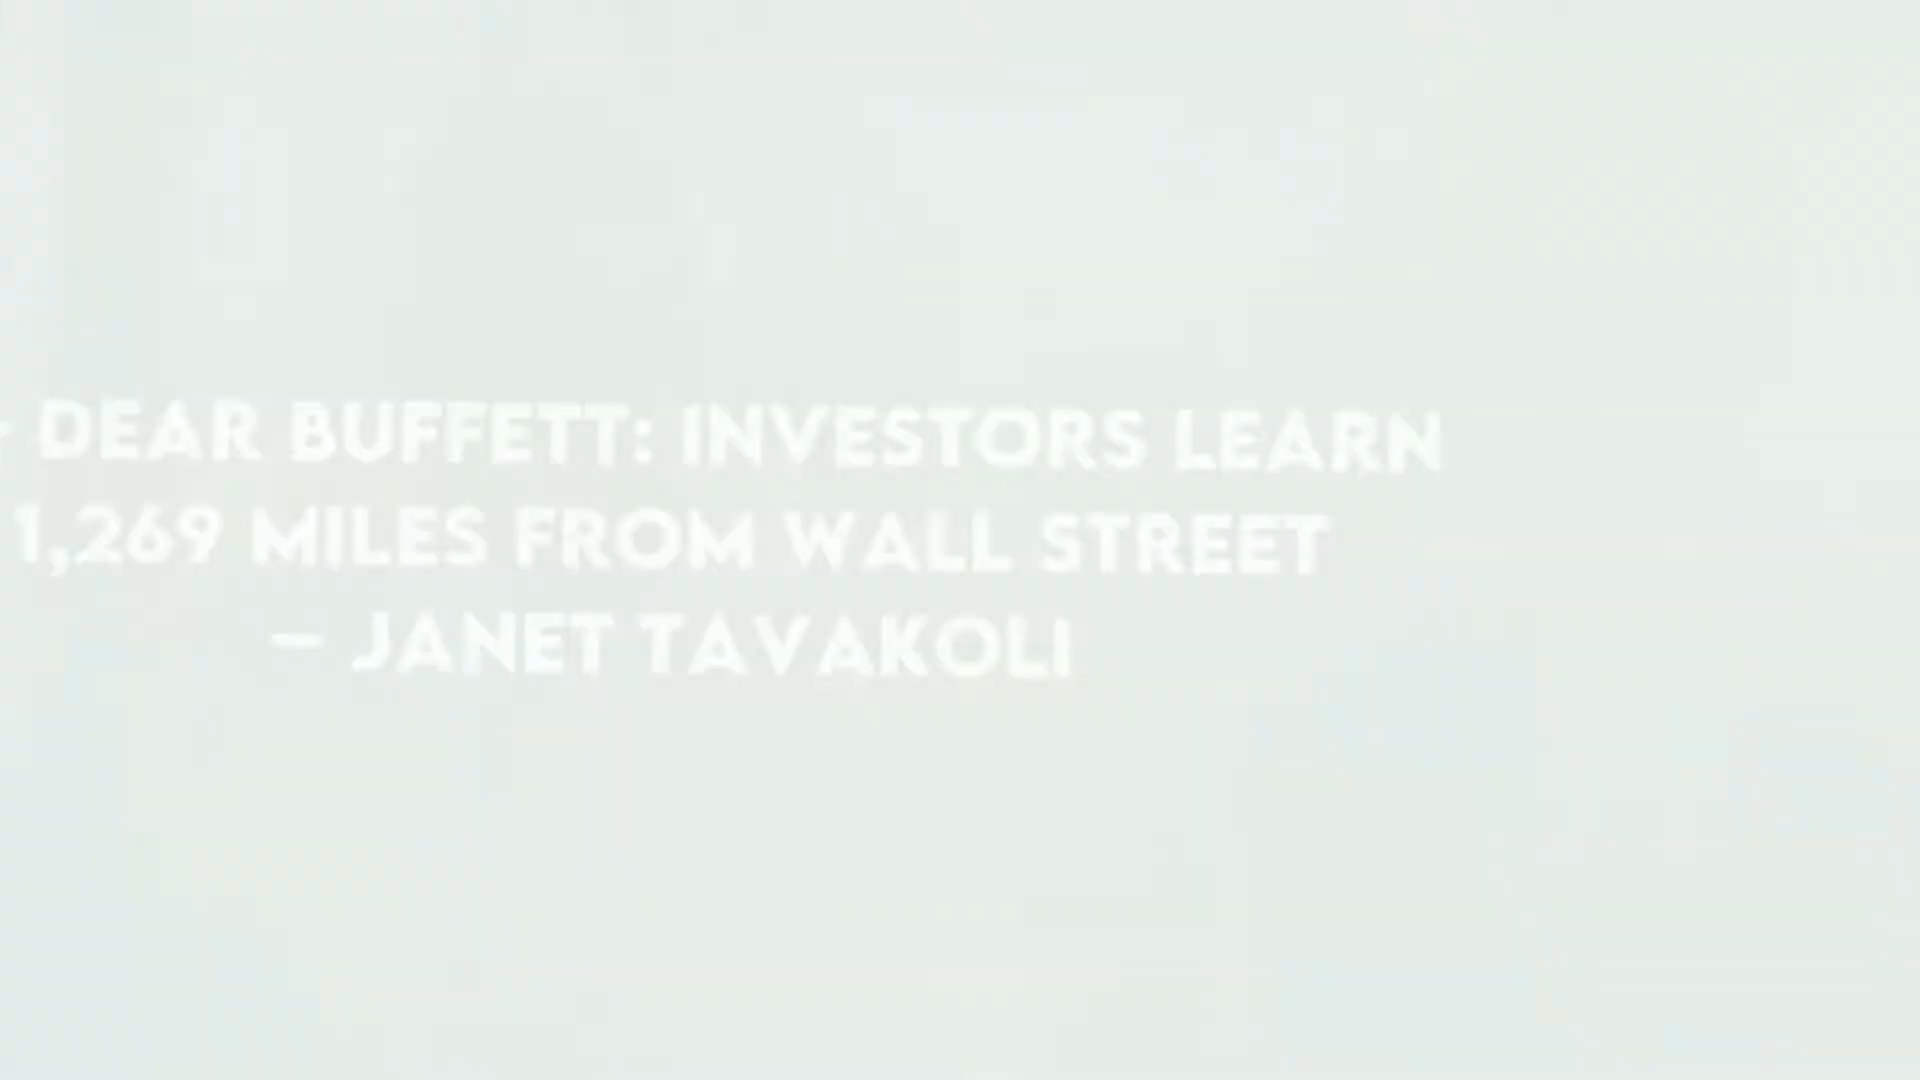 DEAR BUFFETT: INVESTORS LEARN
1,269 MILES FROM WALL STREET
– JANET TAVAKOLI